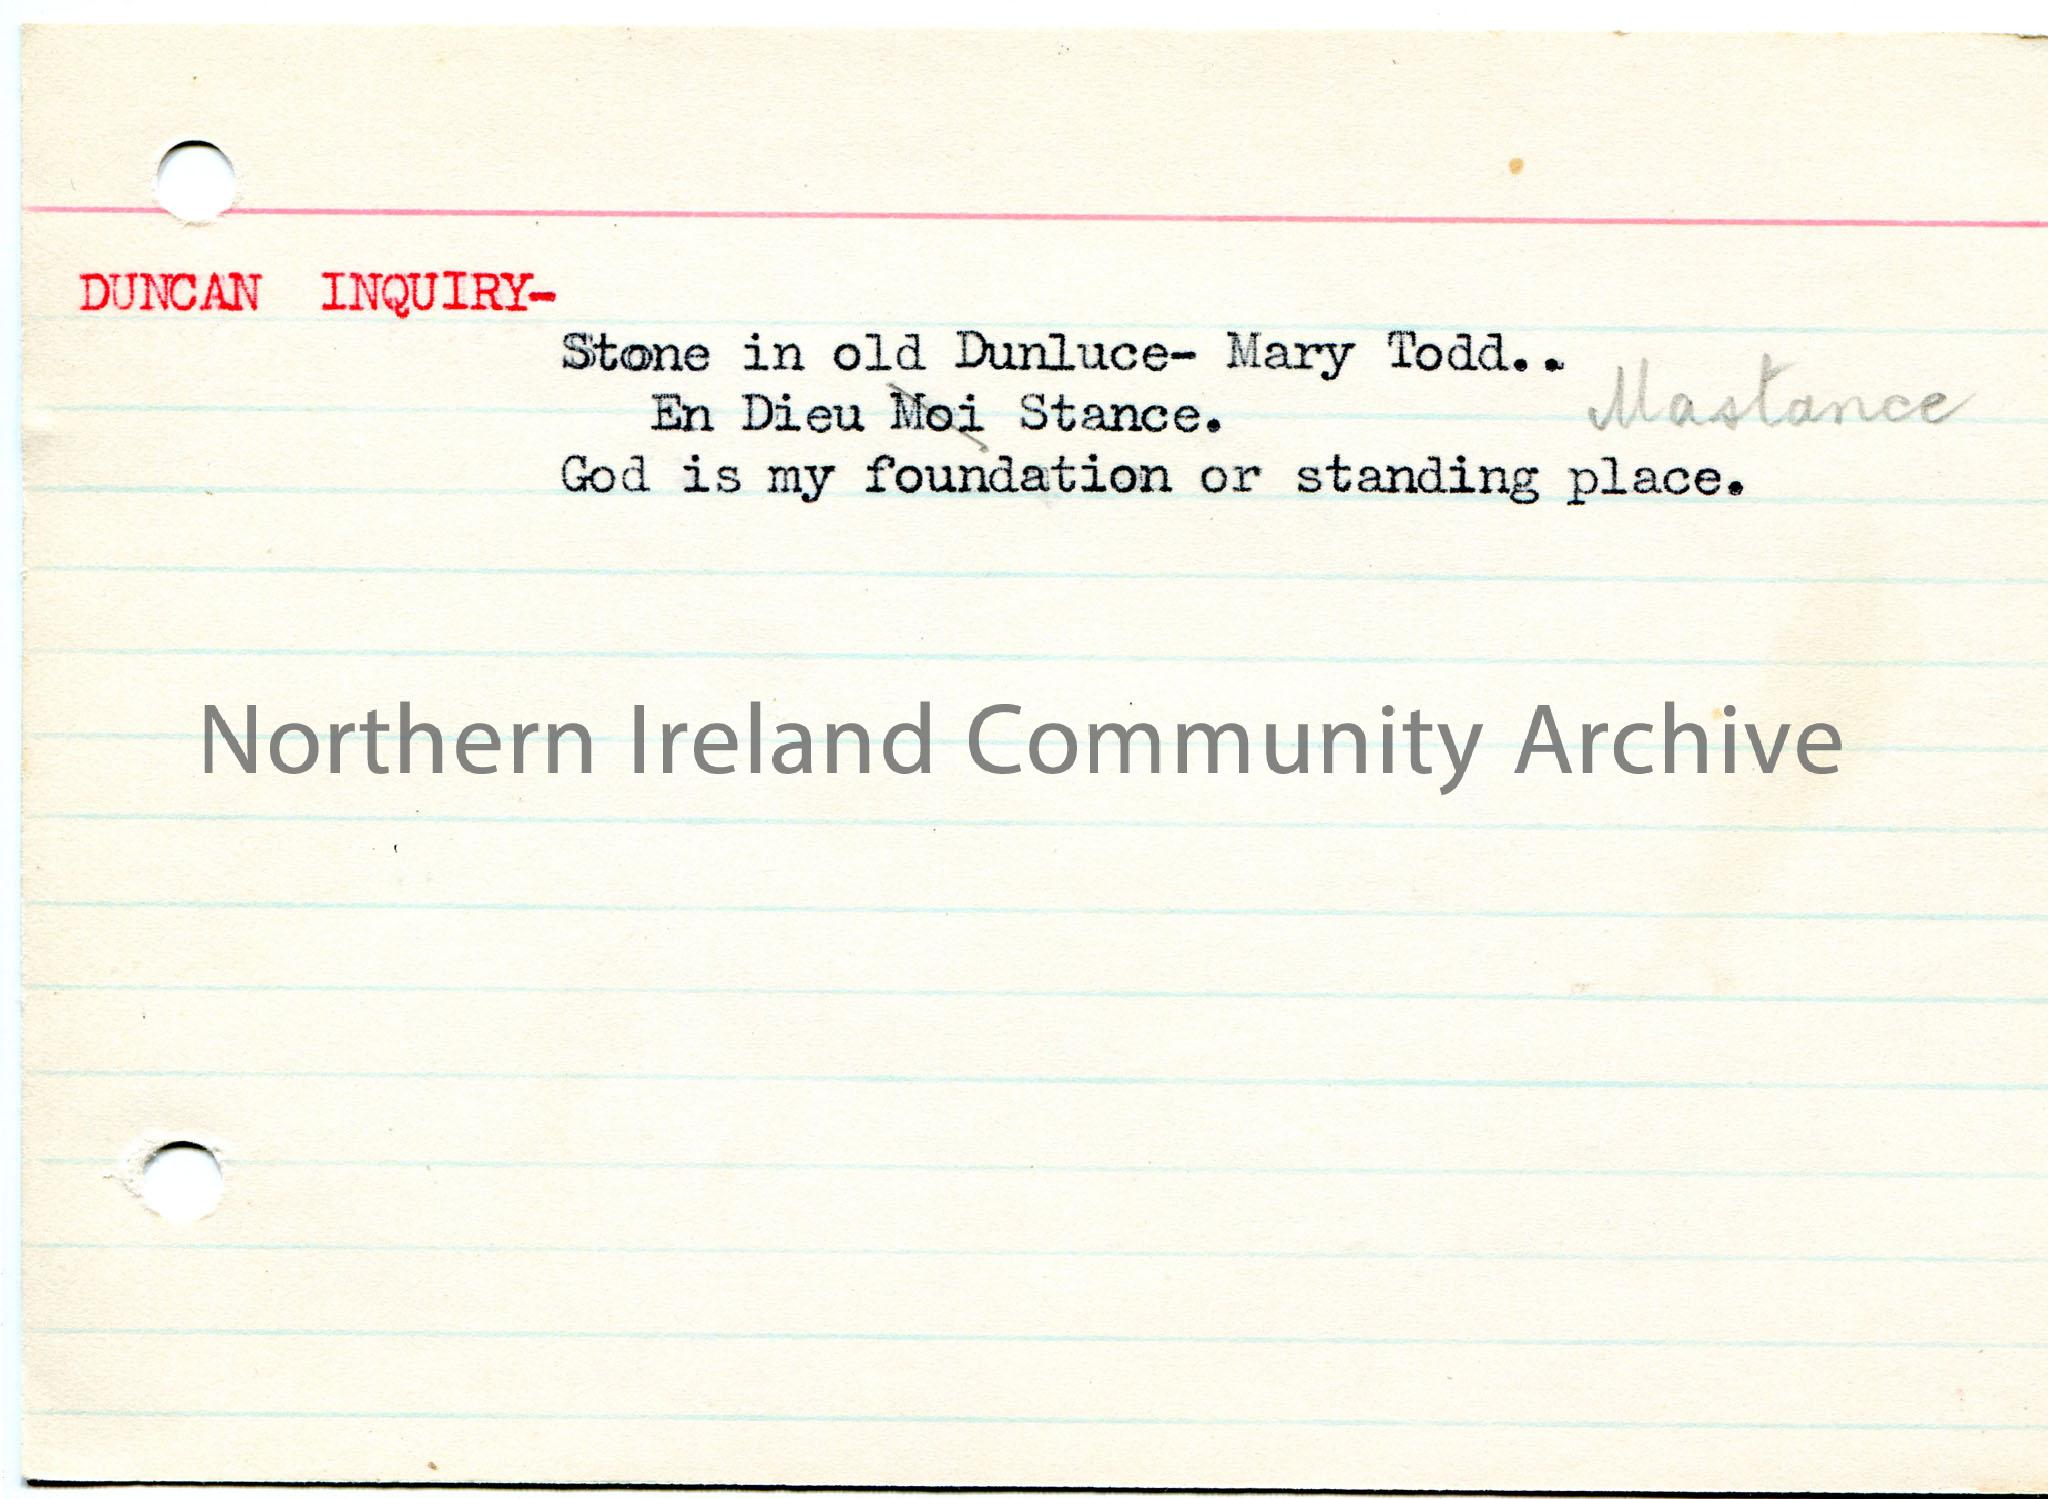 DUNCAN INQUIRY-
Stone in old Dunluce- Mary Todd..
En Dieu Moi Stance. Mastance
God is my foundation or standing place.
Northern Ireland Community Archive